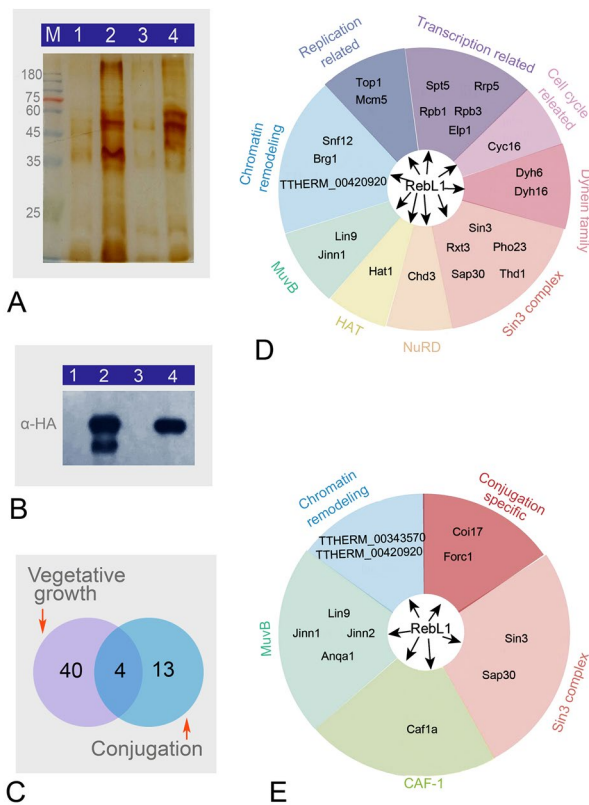 M 1 2 3 4
180
75
60
45
35
25
A
1 2 3 4
α-HA
B
Vegetative
growth
40 4 13
Conjugation
C
Replication
related
Transcription related
Cell cycle
releated
Dynein family
Sin3 complex
NuRD
HAT
MuvB
Chromatin
remodeling
Top1
Mcm5
Spt5 Rrp5
Rpb1 Rpb3
Elp1
Cyc16
Snf12
Brg1
TTHERM_00420920
RebL1
Dyh6
Dyh16
Lin9
Jinn1
Hat1
Chd3
Sin3
Rxt3 Pho23
Sap30 Thd1
D
Chromatin
remodeling
Conjugation
specific
Sin3 complex
CAF-1
MuvB
TTHERM_00343570
TTHERM_00420920
Coi17
Forc1
Lin9
Jinn1 Jinn2
Anqa1
RebL1
Sin3
Sap30
Caf1a
E